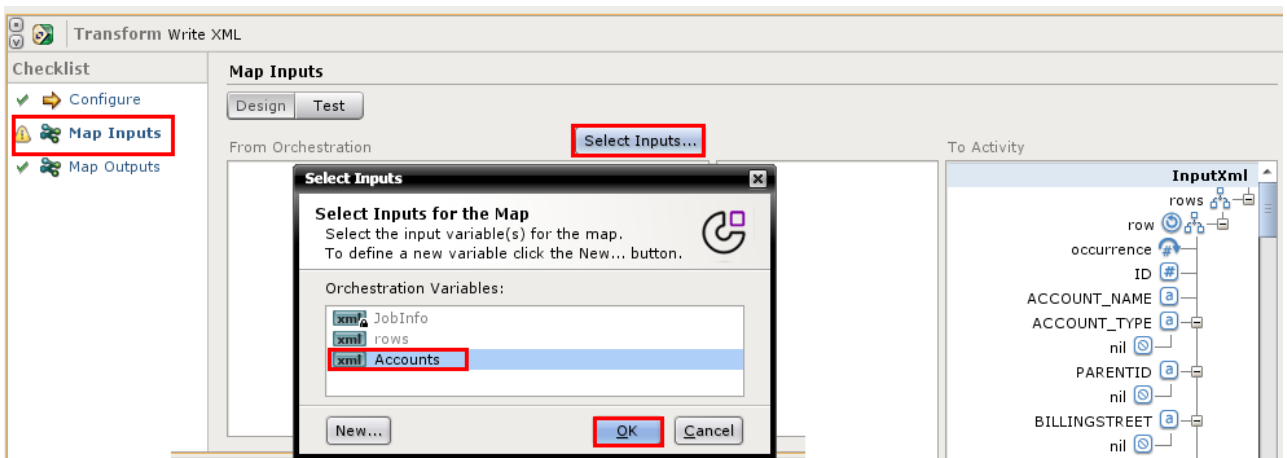 Transform Write XML
Checklist
Configure
Map Inputs
Map Outputs
Map Inputs
Design Test
From Orchestration
Select Inputs...
To Activity
Select Inputs
Select Inputs for the Map
Select the input variable(s) for the map.
To define a new variable click the New... button.
Orchestration Variables:
xml JobInfo
xml rows
xml Accounts
New... OK Cancel
InputXml
rows
row
occurrence
ID #
ACCOUNT_NAME a
ACCOUNT_TYPE a
nil
PARENTID a
nil
BILLINGSTREET a
nil